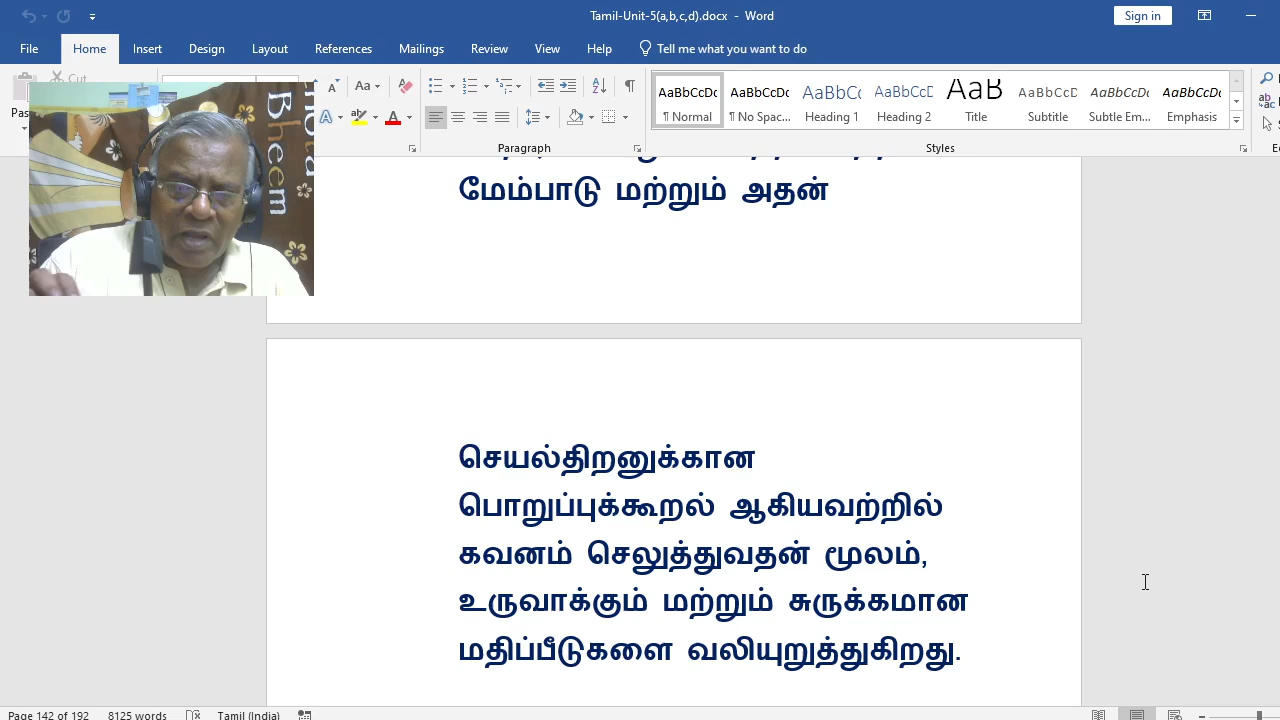 Tamil-Unit-5(a,b,c,d).docx - Word
Sign in
File Home Insert Design Layout References Mailings Review View Help Tell me what you want to do
Cut
Aa
AaBbCcDc AaBbCcDc AaBbCc AaBbCcD AaB AaBbCcD AaBbCcDc AaBbCcDc
¶ Normal ¶ No Spac... Heading 1 Heading 2 Title Subtitle Subtle Em... Emphasis
Paragraph Styles
Bheem
மேம்பாடு மற்றும் அதன்
செயல்திறனுக்கான
பொறுப்புக்கூறல் ஆகியவற்றில்
கவனம் செலுத்துவதன் மூலம்,
உருவாக்கும் மற்றும் சுருக்கமான
மதிப்பீடுகளை வலியுறுத்துகிறது.
Page 142 of 192 8125 words Tamil (India)